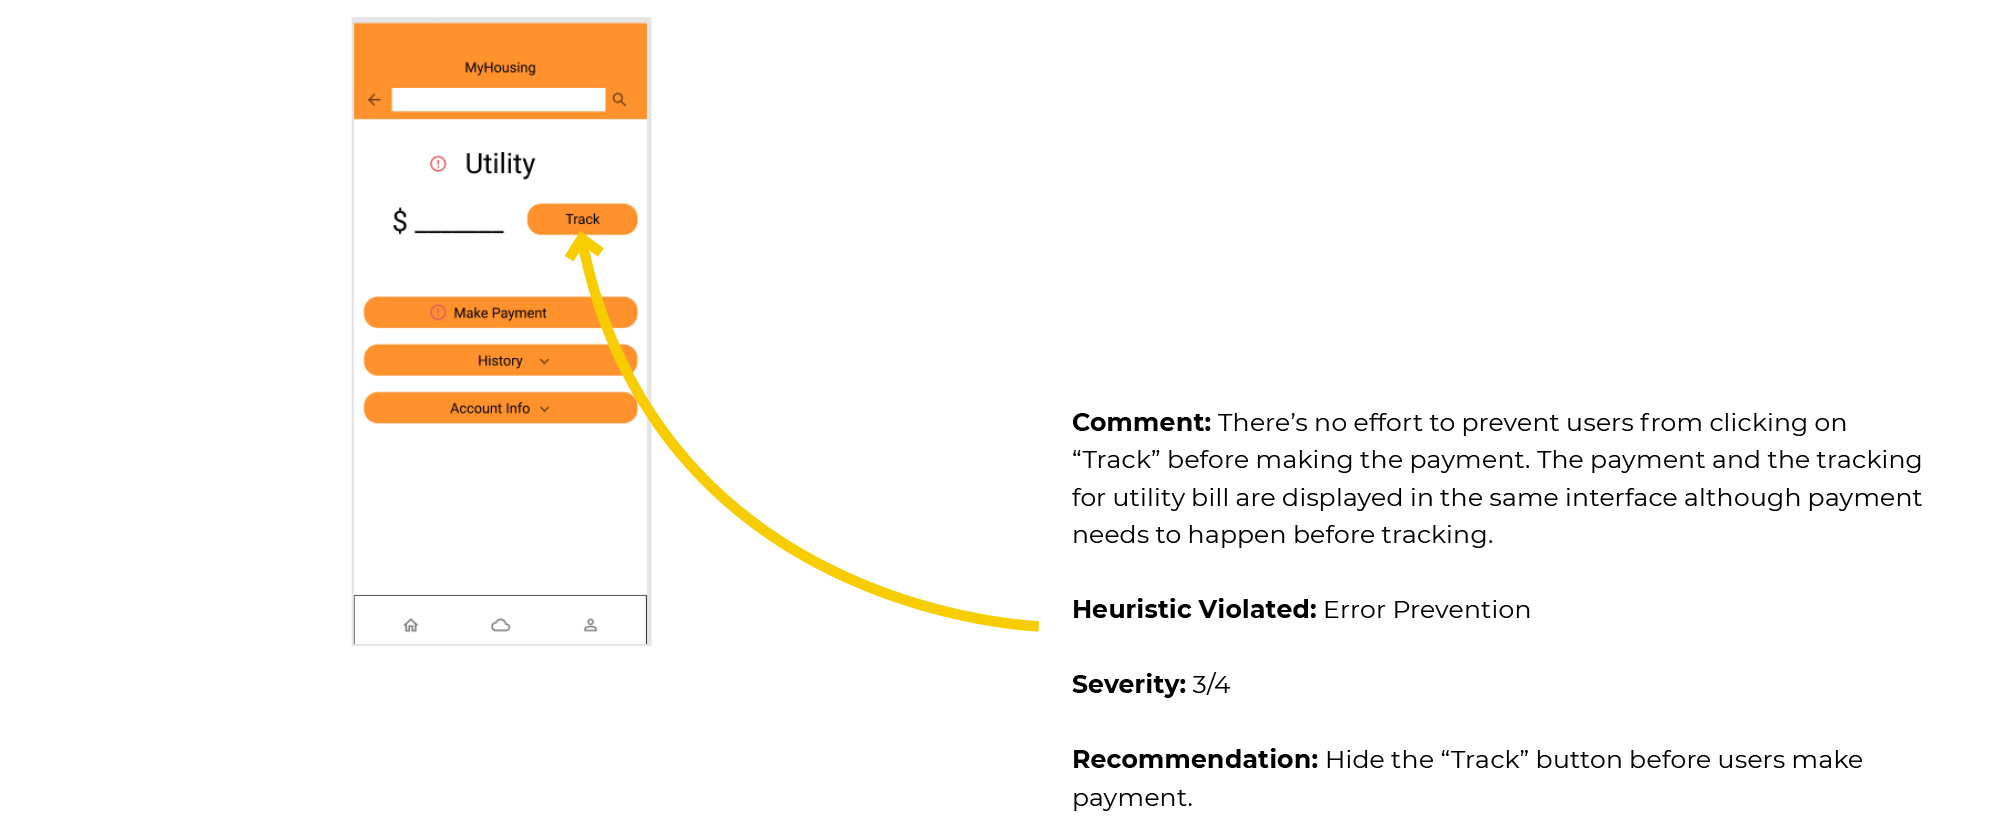 MyHousing
Utility
$ _______
Track
Make Payment
History
Account Info
Comment: There’s no effort to prevent users from clicking on
“Track” before making the payment. The payment and the tracking
for utility bill are displayed in the same interface although payment
needs to happen before tracking.
Heuristic Violated: Error Prevention
Severity: 3/4
Recommendation: Hide the “Track” button before users make
payment.